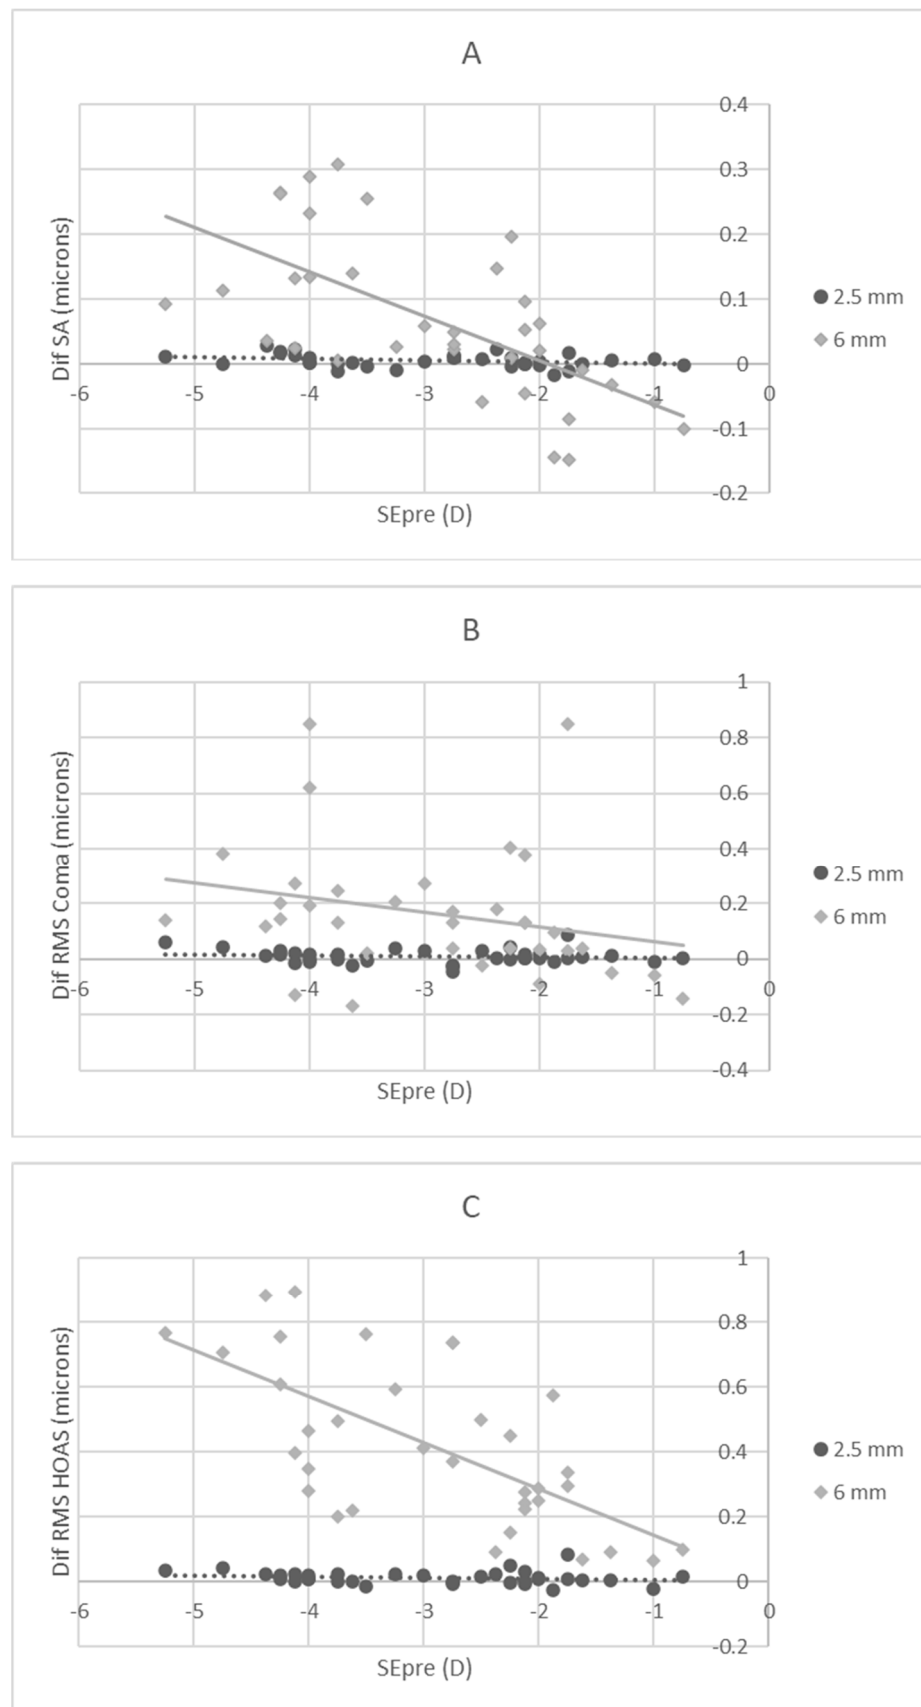 A
0.4
0.3
0.2
0.1
0
-0.1
-0.2
-6 -5 -4 -3 -2 -1 0
Dif SA (microns)
SEpre (D)
2.5 mm
6 mm
B
1
0.8
0.6
0.4
0.2
0
-0.2
-0.4
-6 -5 -4 -3 -2 -1 0
Dif RMS Coma (microns)
SEpre (D)
2.5 mm
6 mm
C
1
0.8
0.6
0.4
0.2
0
-0.2
-6 -5 -4 -3 -2 -1 0
Dif RMS HOAS (microns)
SEpre (D)
2.5 mm
6 mm